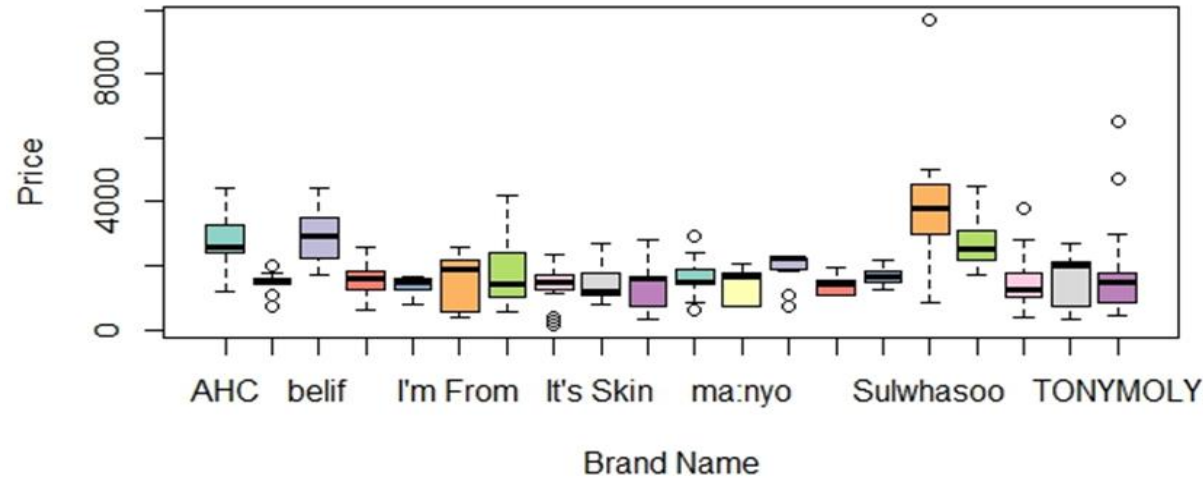 Price
8000
4000
0
AHC belif I'm From It's Skin ma:nyo Sulwhasoo TONYMOLY
Brand Name